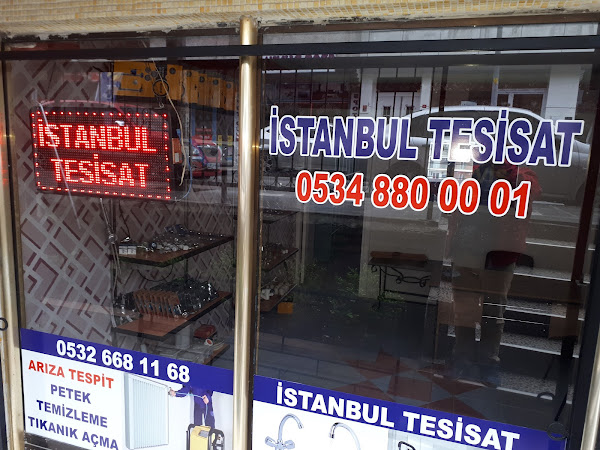 İSTANBUL
TESİSAT
İSTANBUL TESİSAT
0534 880 00 01
0532 668 11 68
ARIZA TESPİT
PETEK
TEMİZLEME
TIKANIK AÇMA
İSTANBUL TESİSAT